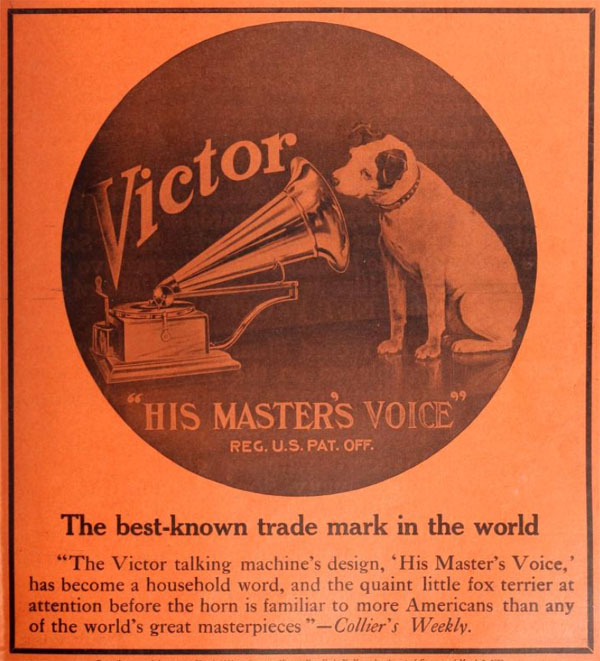 Victor
"HIS MASTER'S VOICE"
REG. U.S. PAT. OFF.
The best-known trade mark in the world
"The Victor talking machine's design, 'His Master's Voice,'
has become a household word, and the quaint little fox terrier at
attention before the horn is familiar to more Americans than any
of the world's great masterpieces"—Collier's Weekly.